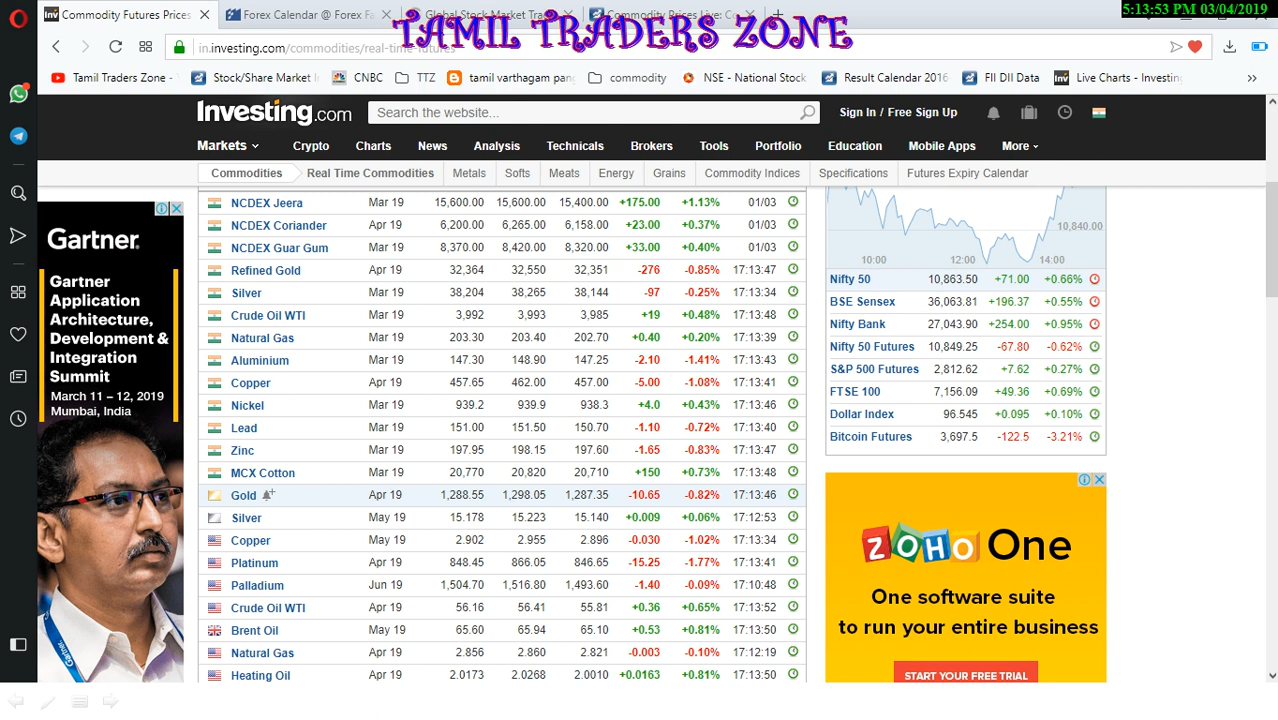 5:13:53 PM 03/04/2019
Commodity Futures Prices
Forex Calendar @ Forex Fa
TAMIL TRADERS ZONE
in.investing.com/commodities/real-time-futures
Tamil Traders Zone - Stock/Share Market I CNBC TTZ tamil varthagam pan commodity NSE - National Stock Result Calendar 2016 FII DII Data Live Charts - Investin
Investing.com Search the website... Sign In / Free Sign Up
Markets Crypto Charts News Analysis Technicals Brokers Tools Portfolio Education Mobile Apps More
Commodities Real Time Commodities Metals Softs Meats Energy Grains Commodity Indices Specifications Futures Expiry Calendar
NCDEX Jeera Mar 19 15,600.00 15,600.00 15,400.00 +175.00 +1.13% 01/03
NCDEX Coriander Apr 19 6,200.00 6,265.00 6,158.00 +23.00 +0.37% 01/03
NCDEX Guar Gum Mar 19 8,370.00 8,420.00 8,320.00 +33.00 +0.40% 01/03
Refined Gold Apr 19 32,364 32,550 32,351 -276 -0.85% 17:13:47
Silver Mar 19 38,204 38,265 38,144 -97 -0.25% 17:13:34
Crude Oil WTI Mar 19 3,992 3,993 3,985 +19 +0.48% 17:13:48
Natural Gas Mar 19 203.30 203.40 202.70 +0.40 +0.20% 17:13:39
Aluminium Mar 19 147.30 148.90 147.25 -2.10 -1.41% 17:13:43
Copper Apr 19 457.65 462.00 457.00 -5.00 -1.08% 17:13:41
Nickel Mar 19 939.2 939.9 938.3 +4.0 +0.43% 17:13:46
Lead Mar 19 151.00 151.50 150.70 -1.10 -0.72% 17:13:40
Zinc Mar 19 197.95 198.15 197.60 -1.65 -0.83% 17:13:41
MCX Cotton Mar 19 20,770 20,820 20,710 +150 +0.73% 17:13:48
Gold Apr 19 1,288.55 1,298.05 1,287.35 -10.65 -0.82% 17:13:46
Silver May 19 15.178 15.223 15.140 +0.009 +0.06% 17:12:53
Copper May 19 2.902 2.955 2.896 -0.030 -1.02% 17:13:34
Platinum Apr 19 848.45 866.05 846.65 -15.25 -1.77% 17:13:41
Palladium Jun 19 1,504.70 1,516.80 1,493.60 -1.40 -0.09% 17:10:48
Crude Oil WTI Apr 19 56.16 56.41 55.81 +0.36 +0.65% 17:13:52
Brent Oil May 19 65.60 65.94 65.10 +0.53 +0.81% 17:13:50
Natural Gas Apr 19 2.856 2.860 2.821 -0.003 -0.10% 17:12:19
Heating Oil Apr 19 2.0173 2.0268 2.0010 +0.0163 +0.81% 17:13:50
10,840.00
10:00 12:00 14:00
Nifty 50 10,863.50 +71.00 +0.66%
BSE Sensex 36,063.81 +196.37 +0.55%
Nifty Bank 27,043.90 +254.00 +0.95%
Nifty 50 Futures 10,849.25 -67.80 -0.62%
S&P 500 Futures 2,812.62 +7.62 +0.27%
FTSE 100 7,156.09 +49.36 +0.69%
Dollar Index 96.545 +0.095 +0.10%
Bitcoin Futures 3,697.5 -122.5 -3.21%
Gartner
Gartner
Application
Architecture,
Development &
Integration
Summit
March 11 – 12, 2019
Mumbai, India
ZOHO One
One software suite
to run your entire business
START YOUR FREE TRIAL